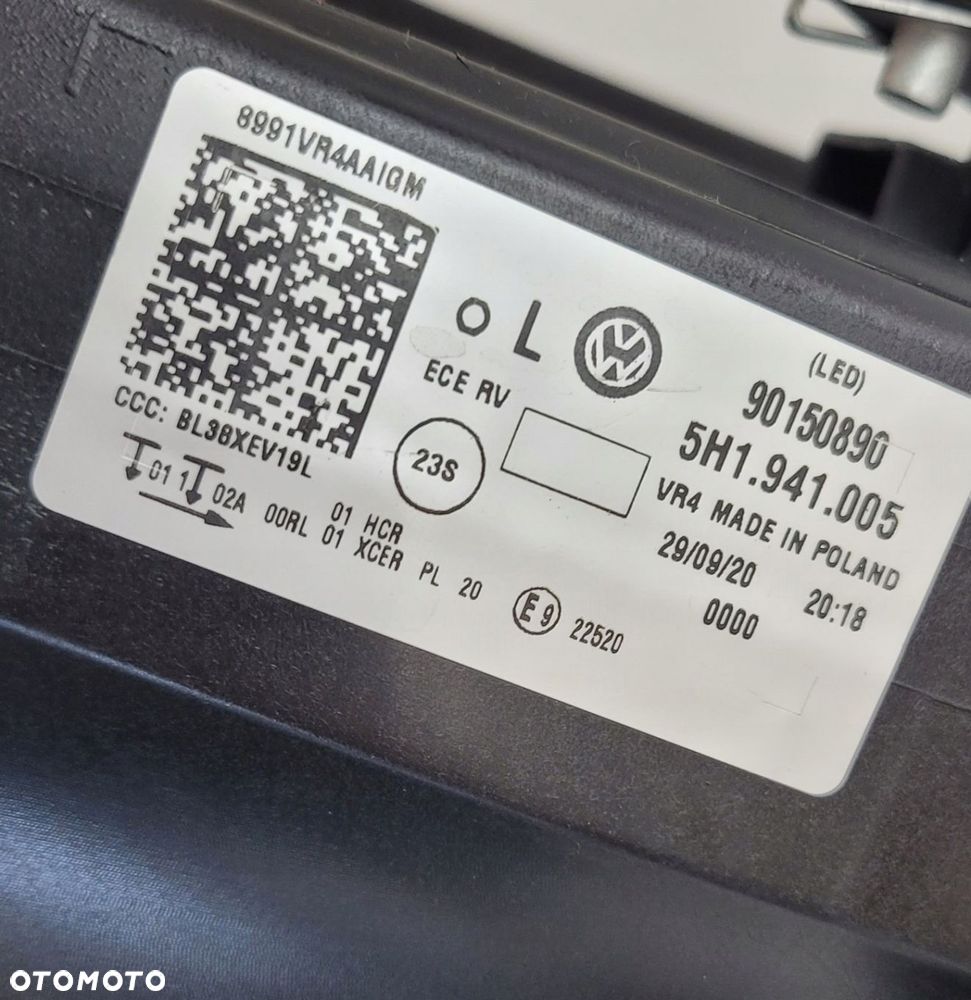 8991VR4AAIQM
L
(LED)
90150890
5H1.941.005
VR4 MADE IN POLAND
29/09/20 20:18
0000
ECE RV
23S
CCC: BL38XEV19L
01 1 02A
01 HCR
00RL 01 XCER PL 20
E9 22520
OTOMOTO